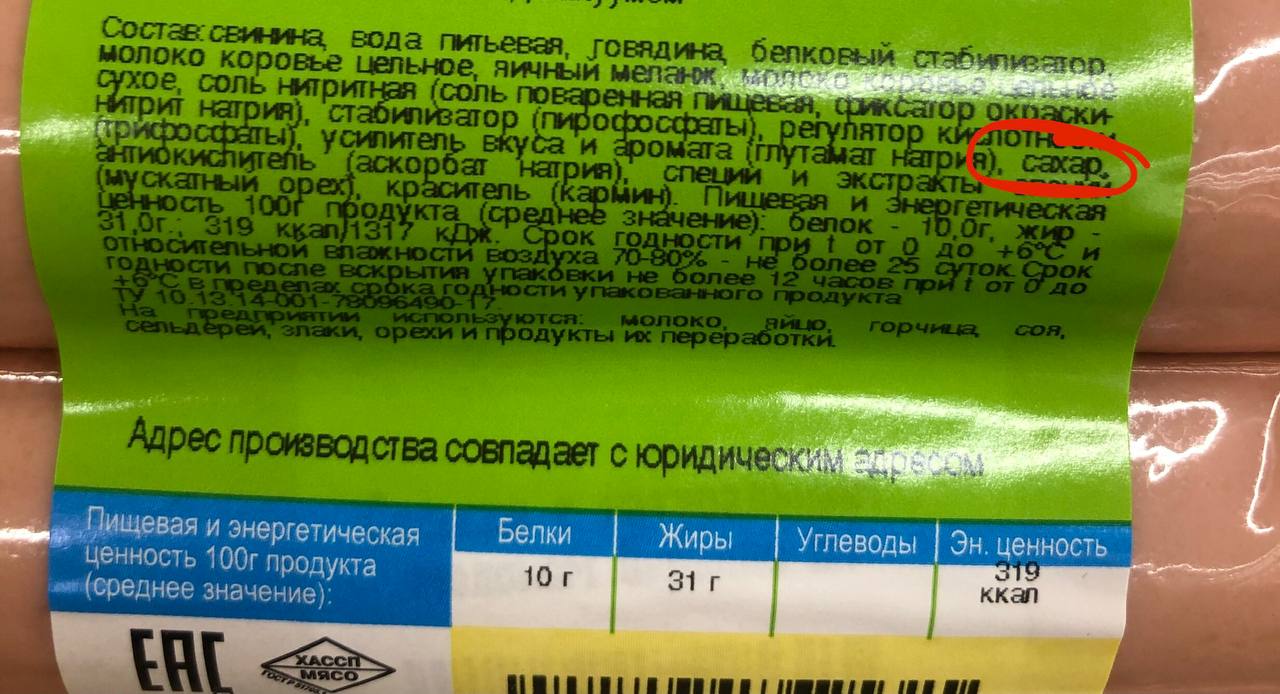 Состав: свинина, вода питьевая, говядина, белковый стабилизатор,
молоко коровье цельное, яичный меланж, молоко коровье цельное
сухое, соль нитритная (соль поваренная пищевая, фиксатор окраски-
нитрит натрия), стабилизатор (пирофосфаты), регулятор кислотности
(трифосфаты), усилитель вкуса и аромата (глутамат натрия), сахар,
антиокислитель (аскорбат натрия), специи и экстракты
(мускатный орех), краситель (кармин). Пищевая и энергетическая
ценность 100г продукта (среднее значение): белок - 10,0г, жир -
31,0г.; 319 ккал/1317 кДж. Срок годности при t от 0 до +6°С и
относительной влажности воздуха 70-80% - не более 25 суток. Срок
годности после вскрытия упаковки не более 12 часов при t от 0 до
+6°С в пределах срока годности упакованного продукта
ТУ 10.13.14-001-78096490-17
На предприятии используются: молоко, яйцо, горчица, соя,
сельдерей, злаки, орехи и продукты их переработки.
Адрес производства совпадает с юридическим адресом
Пищевая и энергетическая
ценность 100г продукта
(среднее значение):
Белки Жиры Углеводы Эн. ценность
10 г 31 г 319
ккал
ЕАС
ХАССП
МЯСО